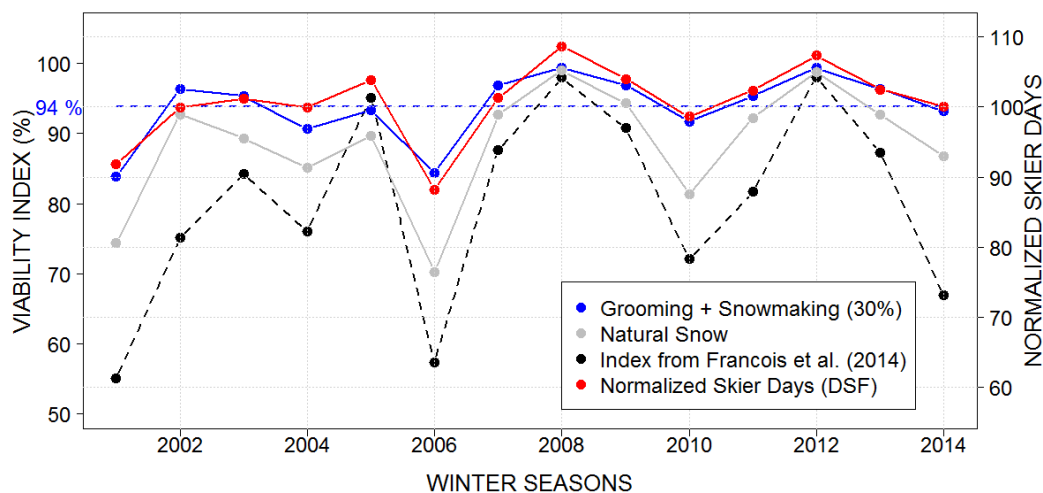 VIABILITY INDEX (%)
100
94 %
90
80
70
60
50
110
100
90
80
70
60
NORMALIZED SKIER DAYS
Grooming + Snowmaking (30%)
Natural Snow
Index from Francois et al. (2014)
Normalized Skier Days (DSF)
2002 2004 2006 2008 2010 2012 2014
WINTER SEASONS